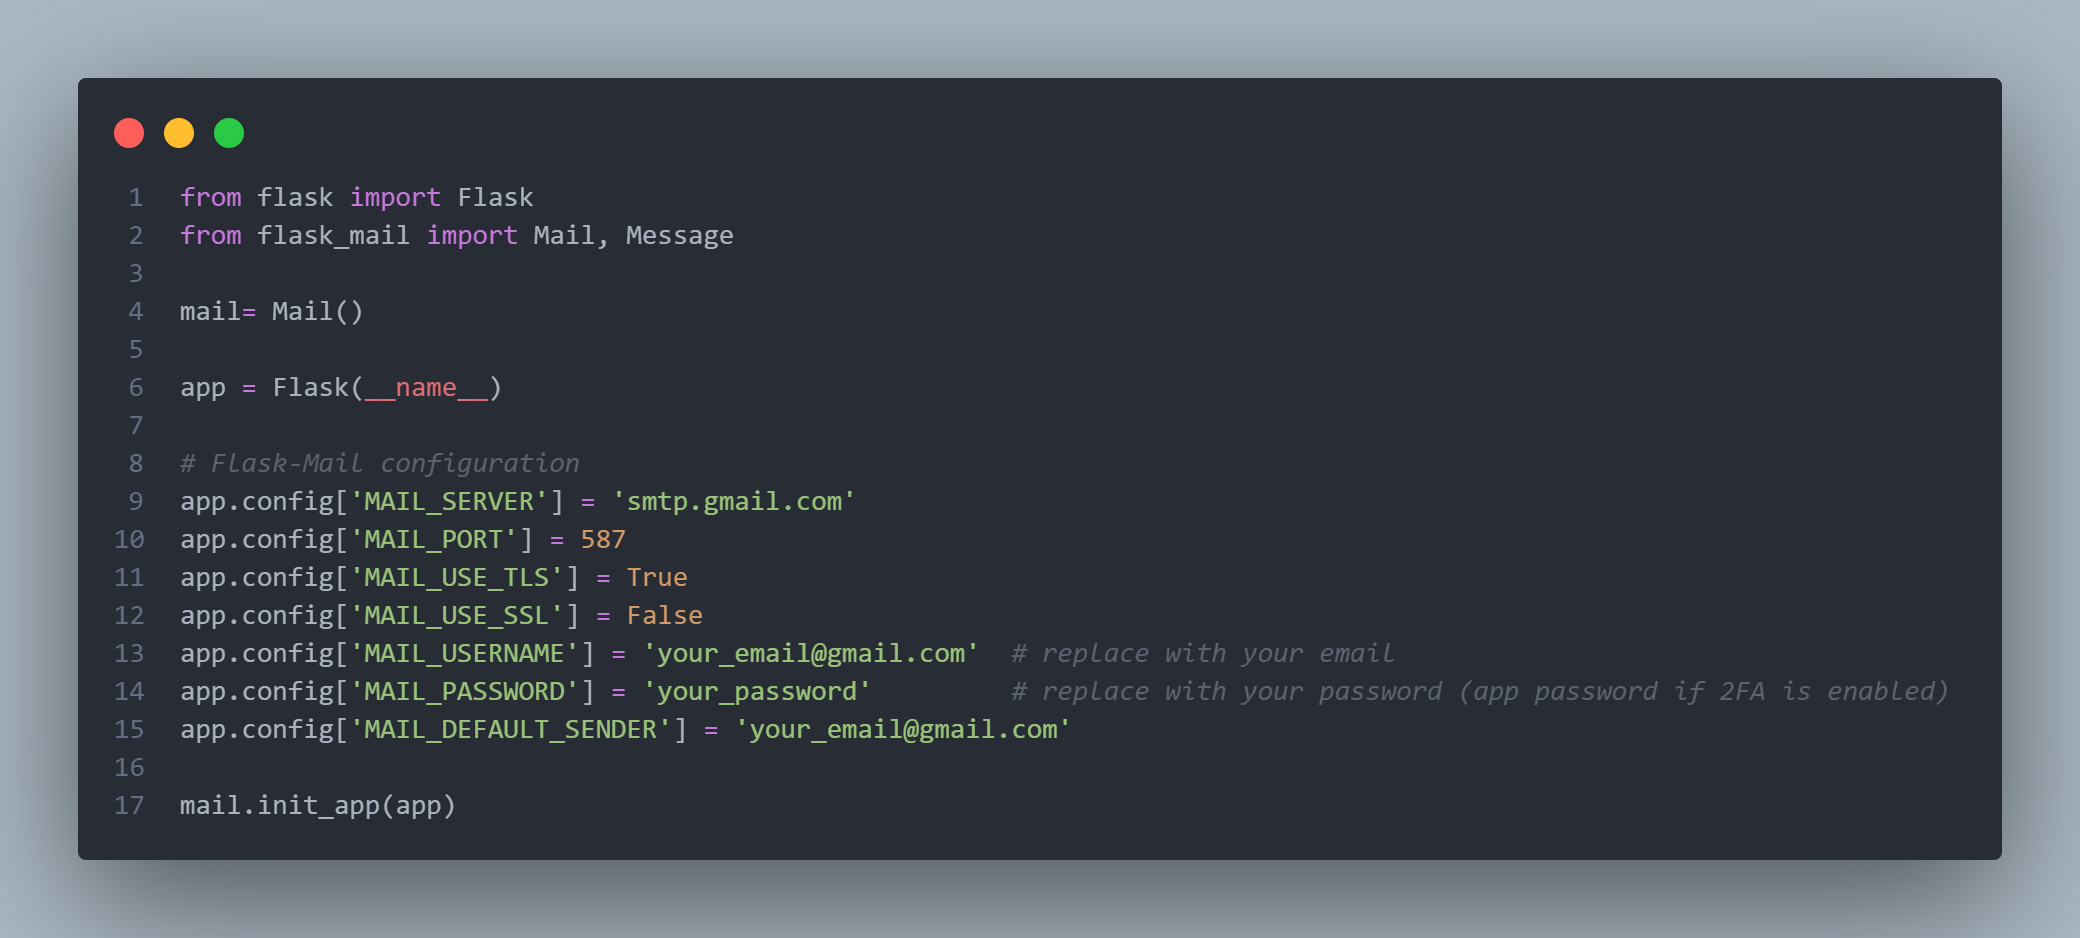 1 from flask import Flask
2 from flask_mail import Mail, Message
3
4 mail= Mail()
5
6 app = Flask(__name__)
7
8 # Flask-Mail configuration
9 app.config['MAIL_SERVER'] = 'smtp.gmail.com'
10 app.config['MAIL_PORT'] = 587
11 app.config['MAIL_USE_TLS'] = True
12 app.config['MAIL_USE_SSL'] = False
13 app.config['MAIL_USERNAME'] = 'your_email@gmail.com'  # replace with your email
14 app.config['MAIL_PASSWORD'] = 'your_password'         # replace with your password (app password if 2FA is enabled)
15 app.config['MAIL_DEFAULT_SENDER'] = 'your_email@gmail.com'
16
17 mail.init_app(app)